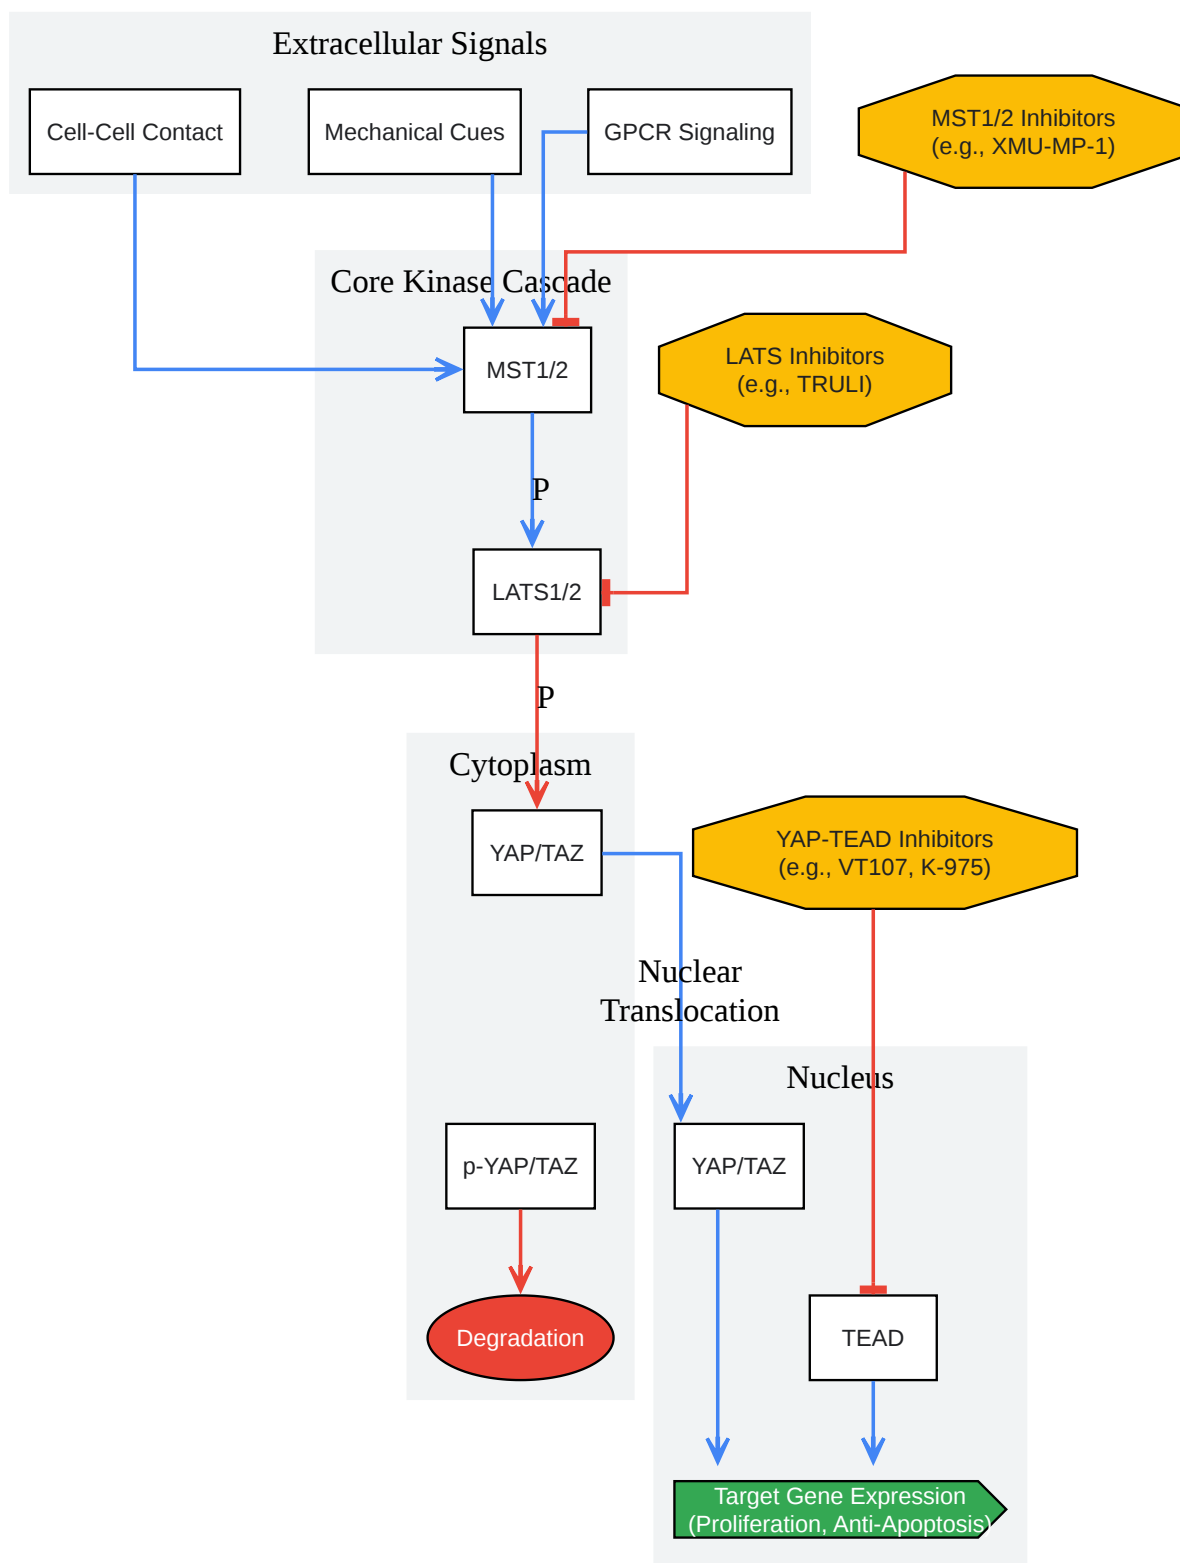 Extracellular Signals
Cell-Cell Contact
Mechanical Cues
GPCR Signaling
MST1/2 Inhibitors
(e.g., XMU-MP-1)
Core Kinase Cascade
MST1/2
LATS Inhibitors
(e.g., TRULI)
P
LATS1/2
P
Cytoplasm
YAP/TAZ
YAP-TEAD Inhibitors
(e.g., VT107, K-975)
Nuclear
Translocation
Nucleus
p-YAP/TAZ
YAP/TAZ
Degradation
TEAD
Target Gene Expression
(Proliferation, Anti-Apoptosis)